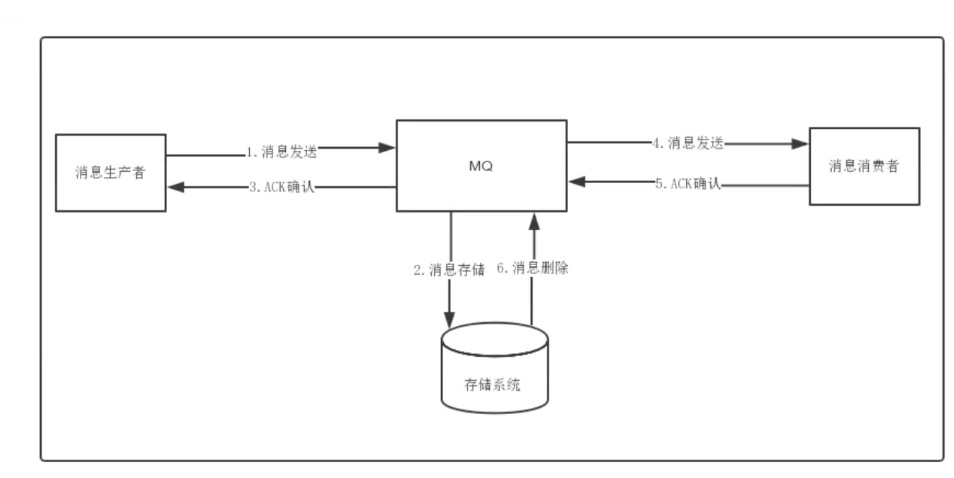 1.消息发送
4.消息发送
消息生产者
MQ
消息消费者
3.ACK确认
5.ACK确认
2.消息存储
6.消息删除
存储系统